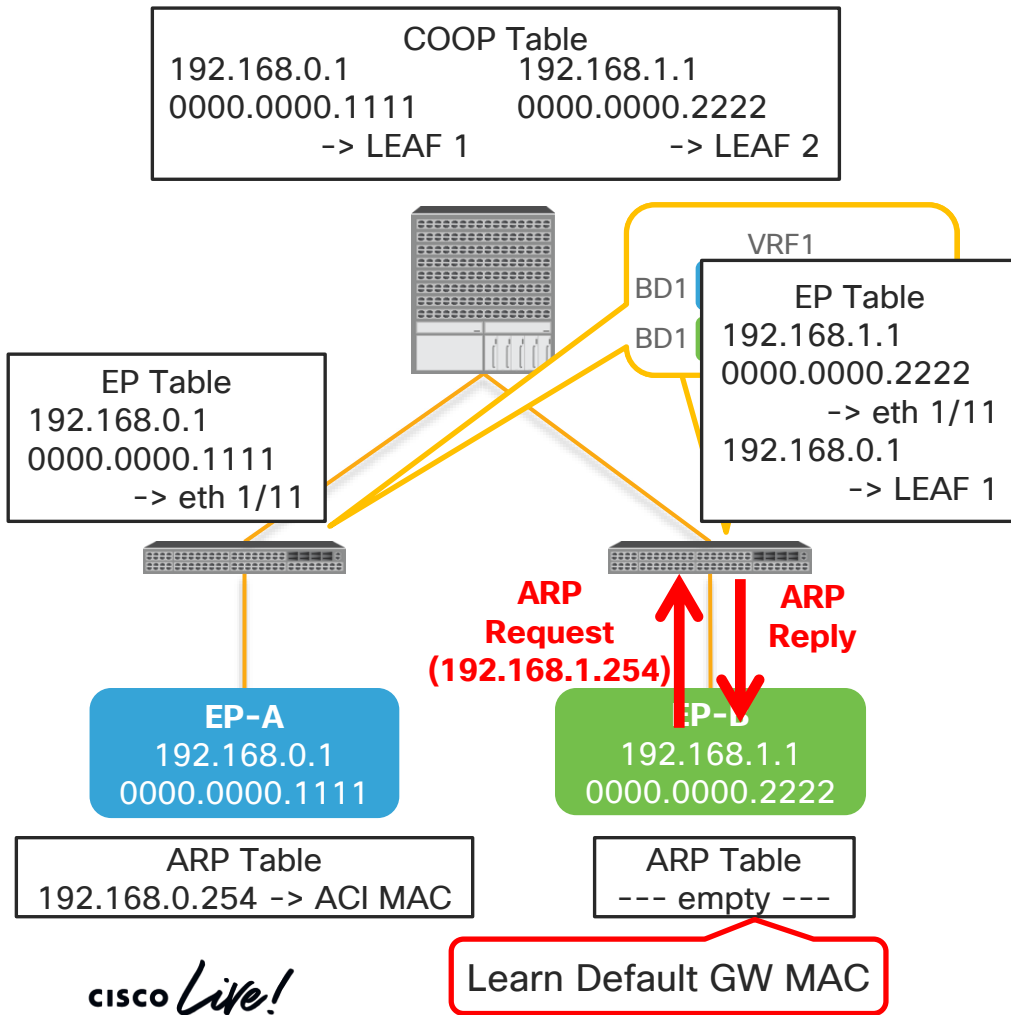 COOP Table
192.168.0.1 192.168.1.1
0000.0000.1111 0000.0000.2222
-> LEAF 1 -> LEAF 2
VRF1
BD1
BD1
EP Table
192.168.1.1
0000.0000.2222
-> eth 1/11
192.168.0.1
-> LEAF 1
EP Table
192.168.0.1
0000.0000.1111
-> eth 1/11
ARP
Request
(192.168.1.254)
ARP
Reply
EP-A
192.168.0.1
0000.0000.1111
EP-B
192.168.1.1
0000.0000.2222
ARP Table
192.168.0.254 -> ACI MAC
ARP Table
--- empty ---
Learn Default GW MAC
CISCO Live!